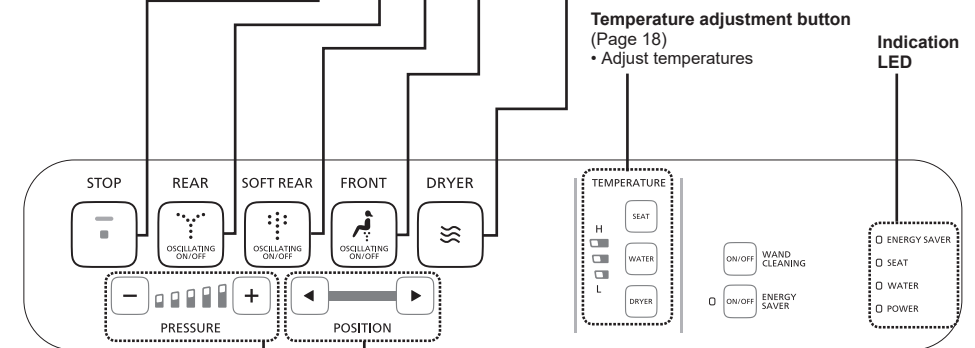 Temperature adjustment button
(Page 18)
• Adjust temperatures
Indication
LED
STOP
REAR
SOFT REAR
FRONT
DRYER
OSCILLATING
ON/OFF
OSCILLATING
ON/OFF
OSCILLATING
ON/OFF
PRESSURE
POSITION
TEMPERATURE
SEAT
H
WATER
L
DRYER
ON/OFF
WAND
CLEANING
ON/OFF
ENERGY
SAVER
ENERGY SAVER
SEAT
WATER
POWER